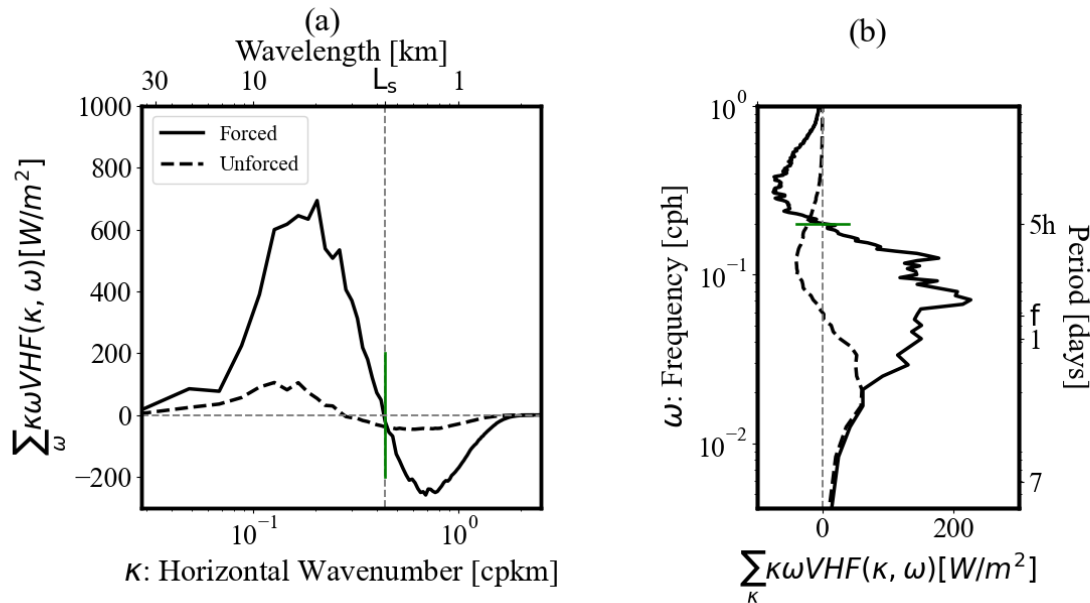 (a)
Wavelength [km]
30 10 Lₛ 1
1000
800
600
400
200
0
−200
Forced
Unforced
∑_ω κωVHF(κ, ω)[W/m²]
10⁻¹ 10⁰
κ: Horizontal Wavenumber [cpkm]
(b)
10⁰
10⁻¹
10⁻²
ω: Frequency [cph]
5h
f
1
7
Period [days]
0 200
∑_κ κωVHF(κ, ω)[W/m²]